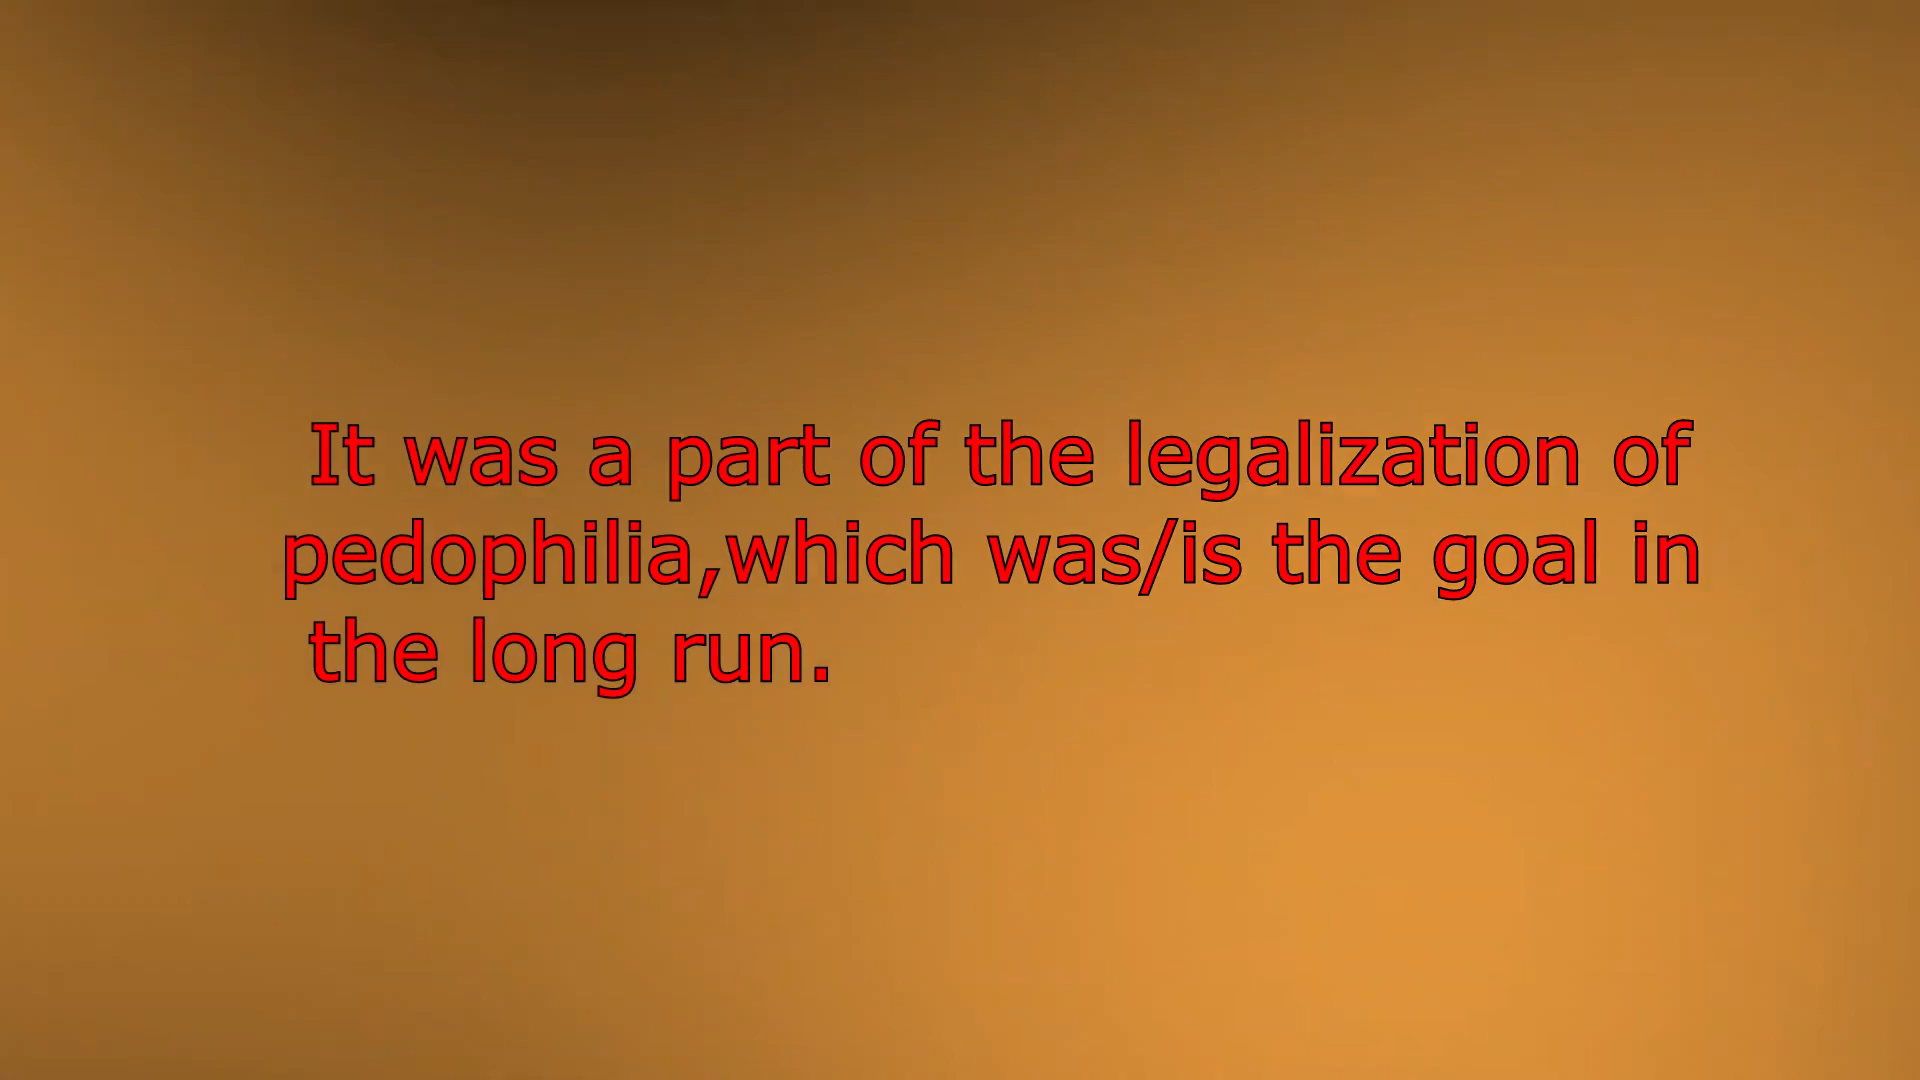 It was a part of the legalization of
pedophilia,which was/is the goal in
the long run.